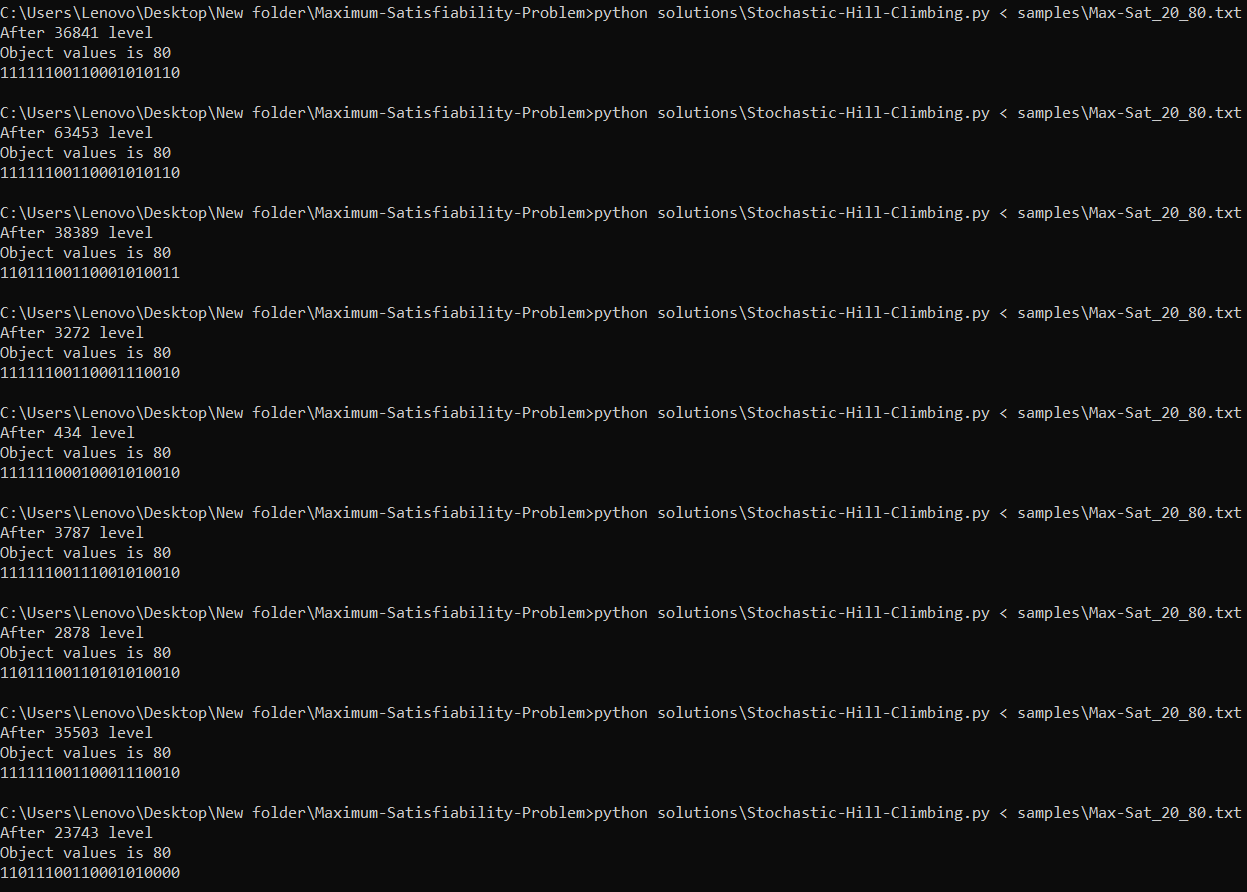 C:\Users\Lenovo\Desktop\New folder\Maximum-Satisfiability-Problem>python solutions\Stochastic-Hill-Climbing.py < samples\Max-Sat_20_80.txt
After 36841 level
Object values is 80
11111100110001010110
C:\Users\Lenovo\Desktop\New folder\Maximum-Satisfiability-Problem>python solutions\Stochastic-Hill-Climbing.py < samples\Max-Sat_20_80.txt
After 63453 level
Object values is 80
11111100110001010110
C:\Users\Lenovo\Desktop\New folder\Maximum-Satisfiability-Problem>python solutions\Stochastic-Hill-Climbing.py < samples\Max-Sat_20_80.txt
After 38389 level
Object values is 80
11011100110001010011
C:\Users\Lenovo\Desktop\New folder\Maximum-Satisfiability-Problem>python solutions\Stochastic-Hill-Climbing.py < samples\Max-Sat_20_80.txt
After 3272 level
Object values is 80
11111100110001110010
C:\Users\Lenovo\Desktop\New folder\Maximum-Satisfiability-Problem>python solutions\Stochastic-Hill-Climbing.py < samples\Max-Sat_20_80.txt
After 434 level
Object values is 80
11111100010001010010
C:\Users\Lenovo\Desktop\New folder\Maximum-Satisfiability-Problem>python solutions\Stochastic-Hill-Climbing.py < samples\Max-Sat_20_80.txt
After 3787 level
Object values is 80
11111100111001010010
C:\Users\Lenovo\Desktop\New folder\Maximum-Satisfiability-Problem>python solutions\Stochastic-Hill-Climbing.py < samples\Max-Sat_20_80.txt
After 2878 level
Object values is 80
11011100110101010010
C:\Users\Lenovo\Desktop\New folder\Maximum-Satisfiability-Problem>python solutions\Stochastic-Hill-Climbing.py < samples\Max-Sat_20_80.txt
After 35503 level
Object values is 80
11111100110001110010
C:\Users\Lenovo\Desktop\New folder\Maximum-Satisfiability-Problem>python solutions\Stochastic-Hill-Climbing.py < samples\Max-Sat_20_80.txt
After 23743 level
Object values is 80
11011100110001010000